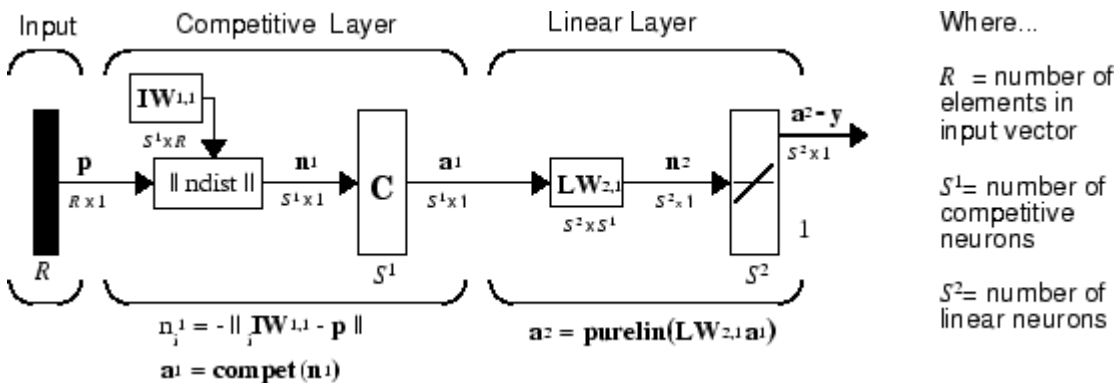 Input Competitive Layer Linear Layer Where...
R = number of
elements in
input vector
S¹= number of
competitive
neurons
S²= number of
linear neurons
IW1,1
S¹xR
p
R x 1
|| ndist ||
n1
S¹x1
C
a1
S¹x1
LW2,1
S²xS¹
n2
S²x1
a2 - y
S²x1
1
R
S¹
S²
ni1 = - || iIW1,1 - p ||
a1 = compet(n1)
a2 = purelin(LW2,1a1)